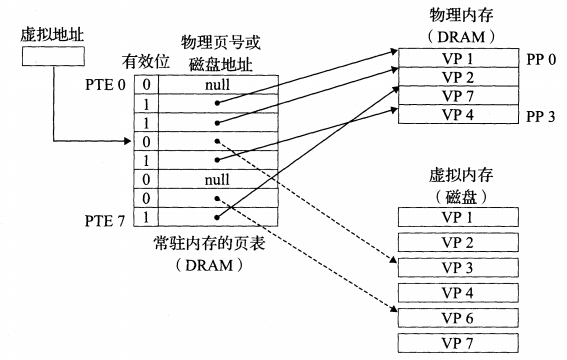 虚拟地址
有效位
物理页号或
磁盘地址
PTE 0
0
null
1
1
0
1
0
null
0
PTE 7
1
常驻内存的页表
（DRAM）
物理内存
（DRAM）
VP 1
PP 0
VP 2
VP 7
VP 4
PP 3
虚拟内存
（磁盘）
VP 1
VP 2
VP 3
VP 4
VP 6
VP 7